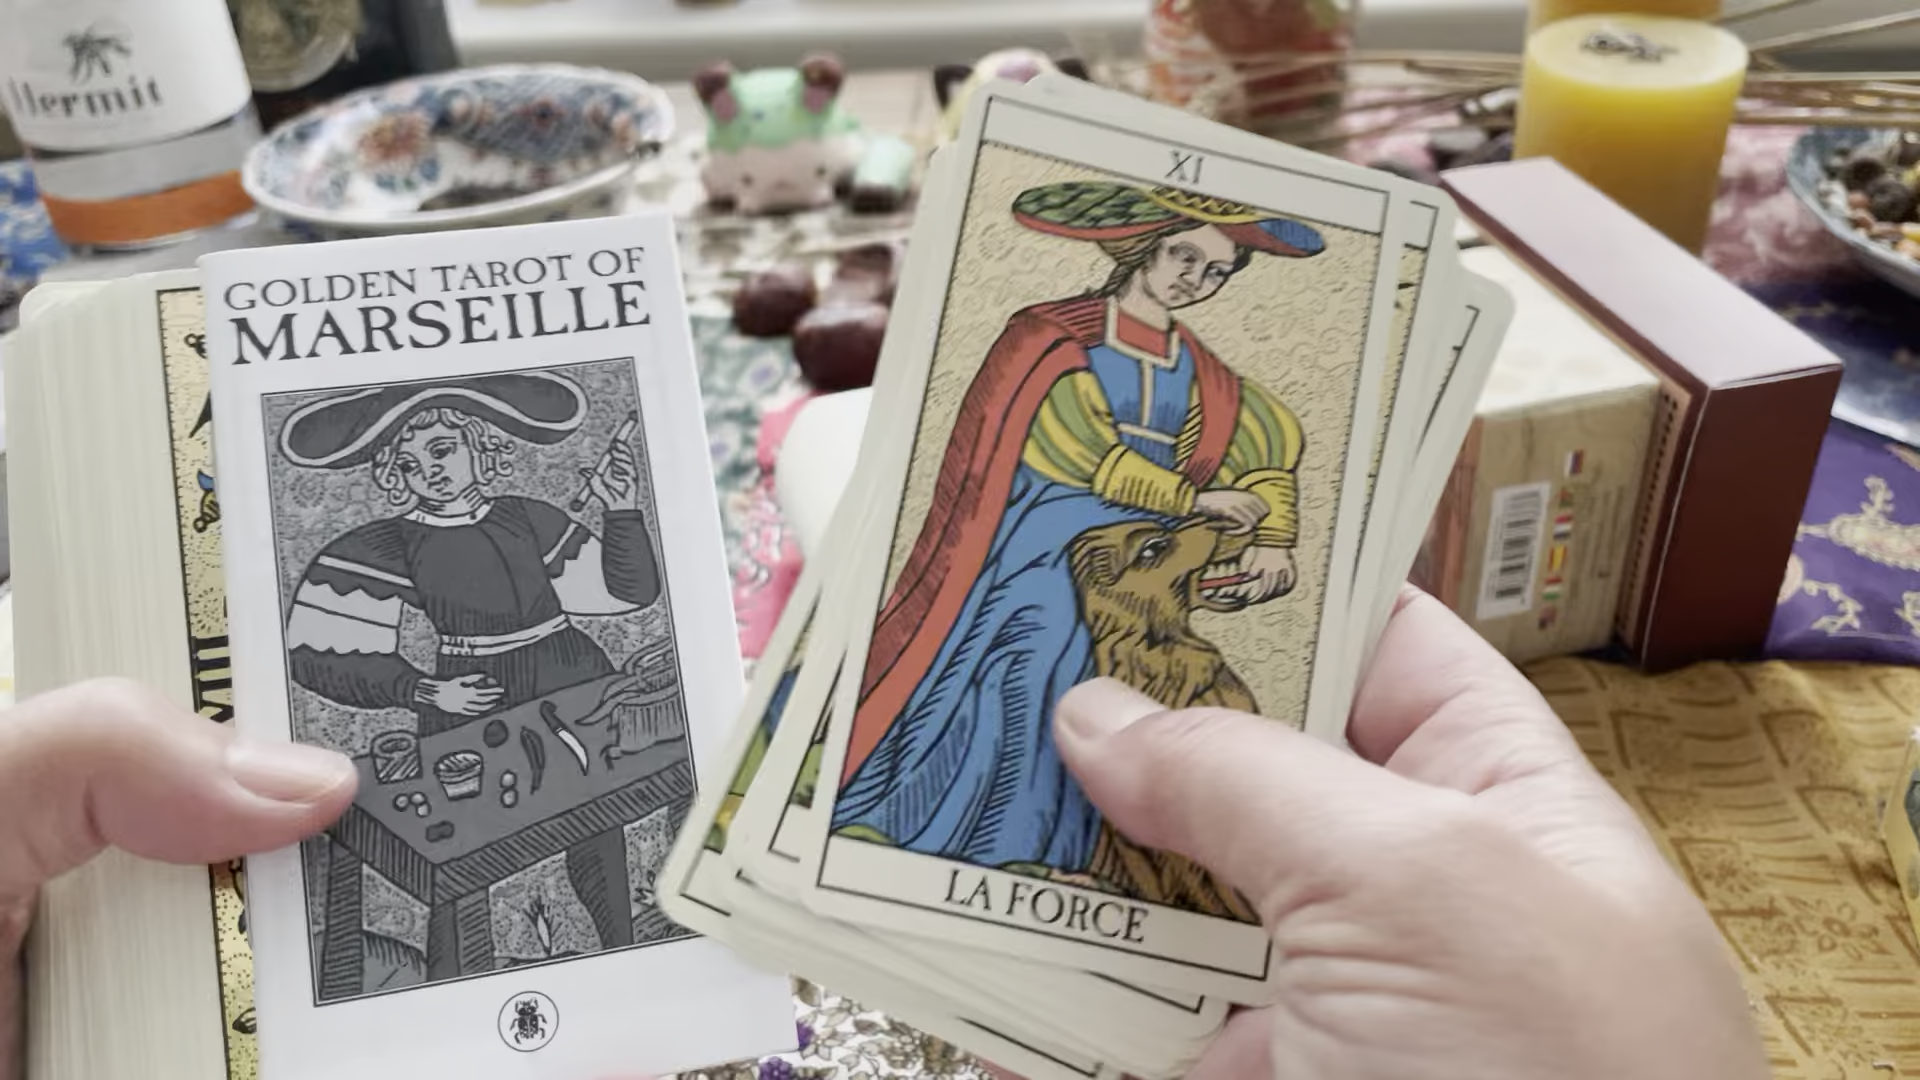 Hermit
GOLDEN TAROT OF
MARSEILLE
XI
LA FORCE